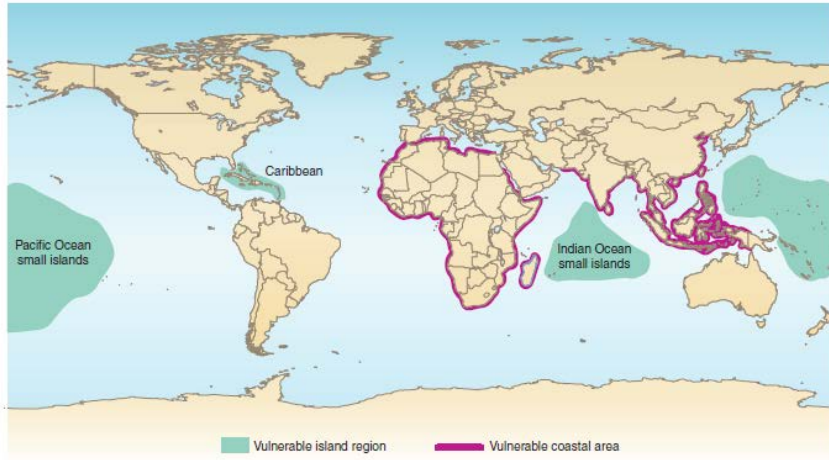 Caribbean
Pacific Ocean
small islands
Indian Ocean
small islands
Vulnerable island region
Vulnerable coastal area